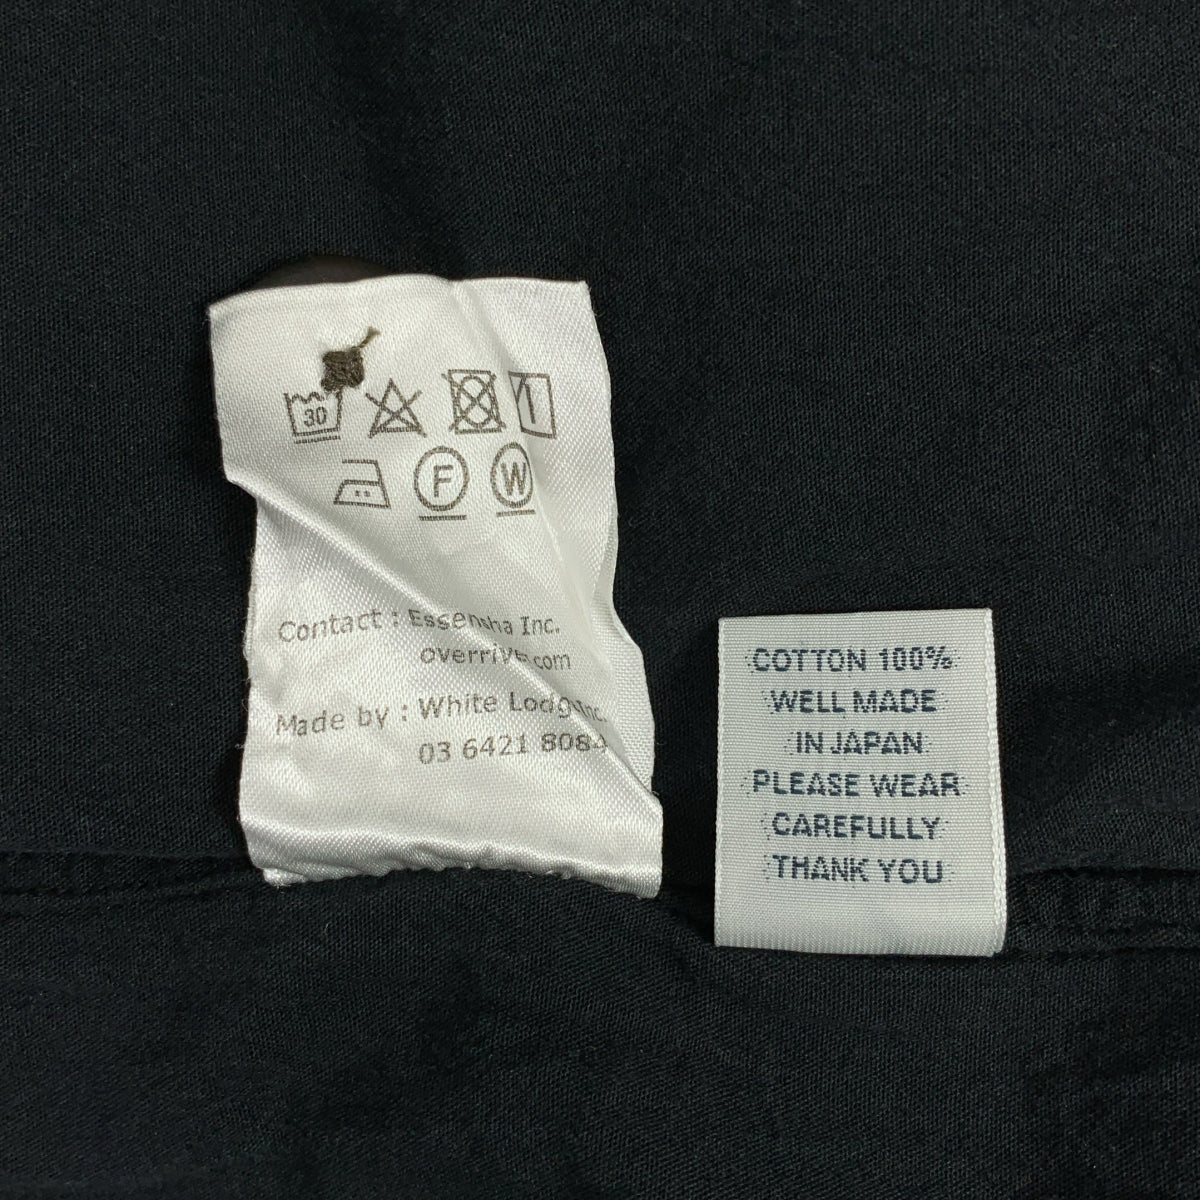 30
F W
Contact : Essensha Inc.
overrive.com
Made by : White Lodge Inc.
03 6421 8084
COTTON 100%
WELL MADE
IN JAPAN
PLEASE WEAR
CAREFULLY
THANK YOU